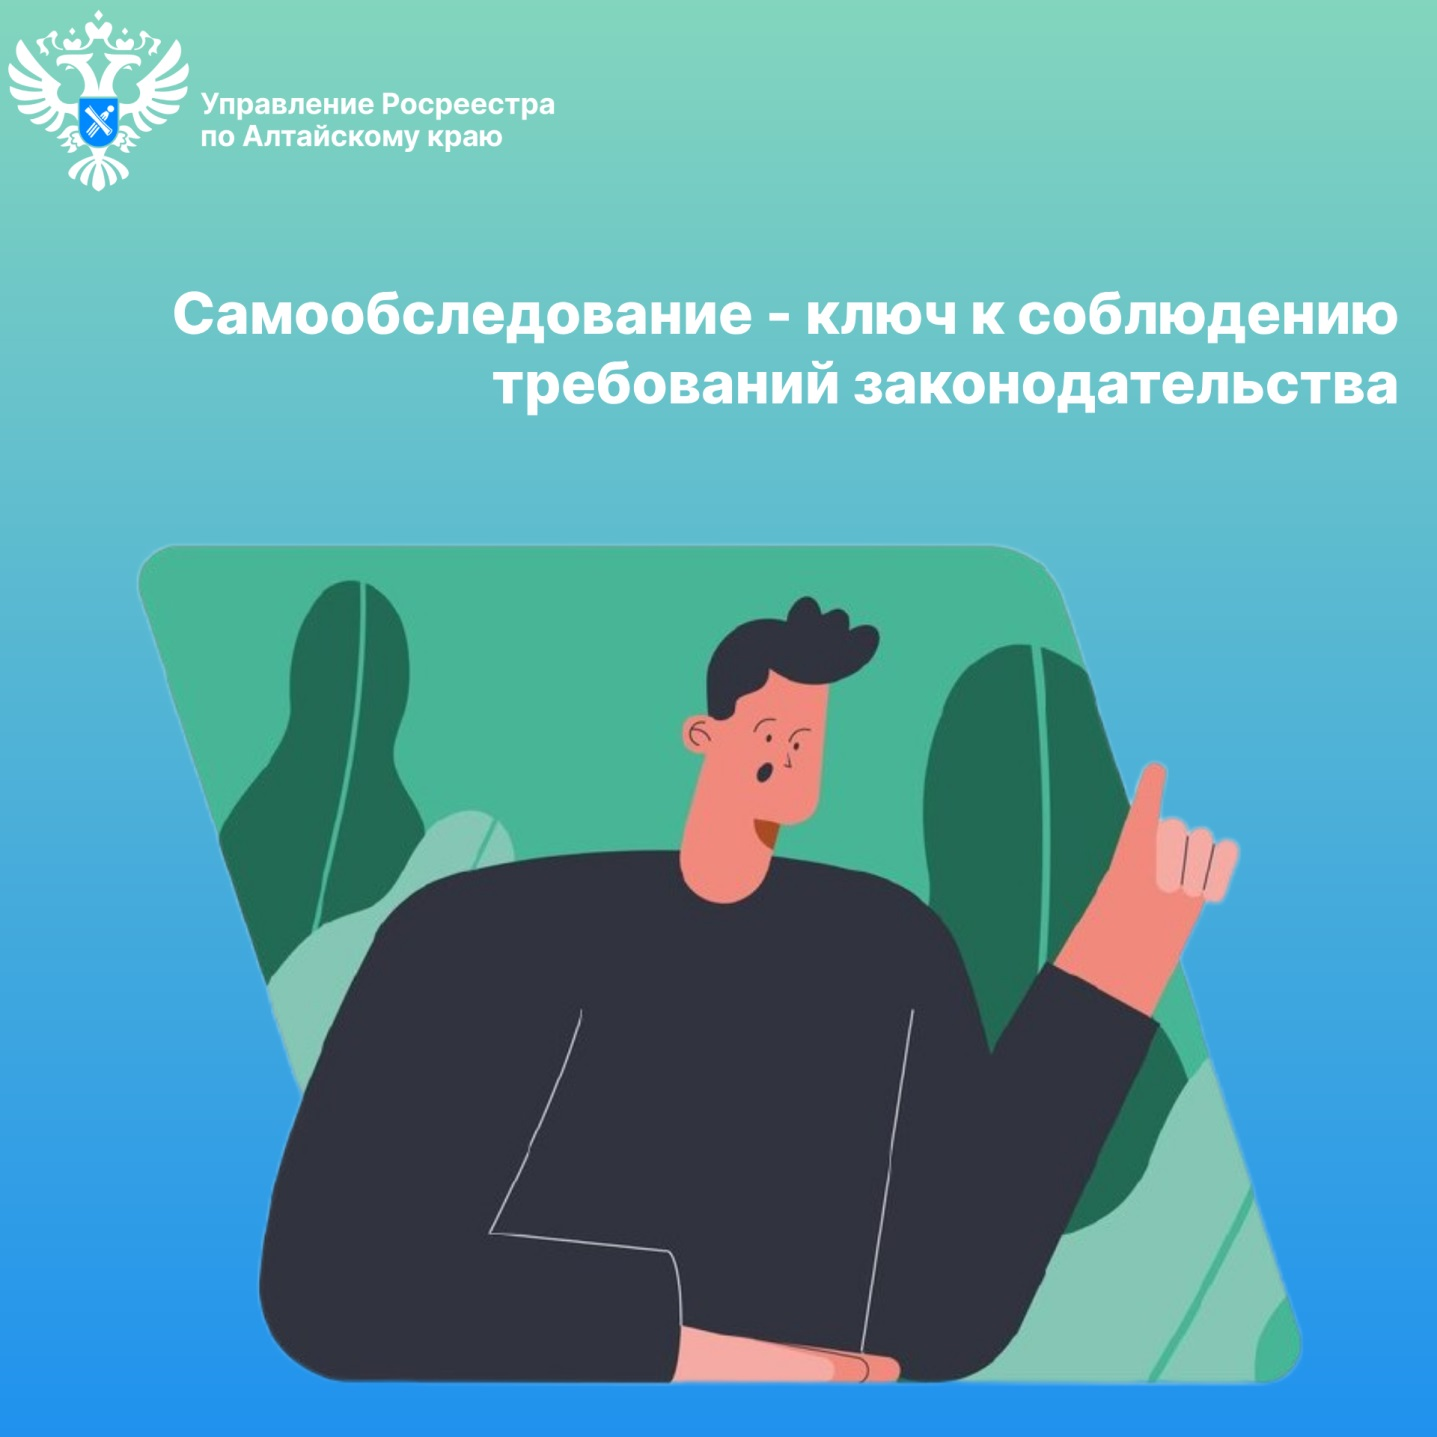 Управление Росреестра
по Алтайскому краю
Самообследование - ключ к соблюдению
требований законодательства